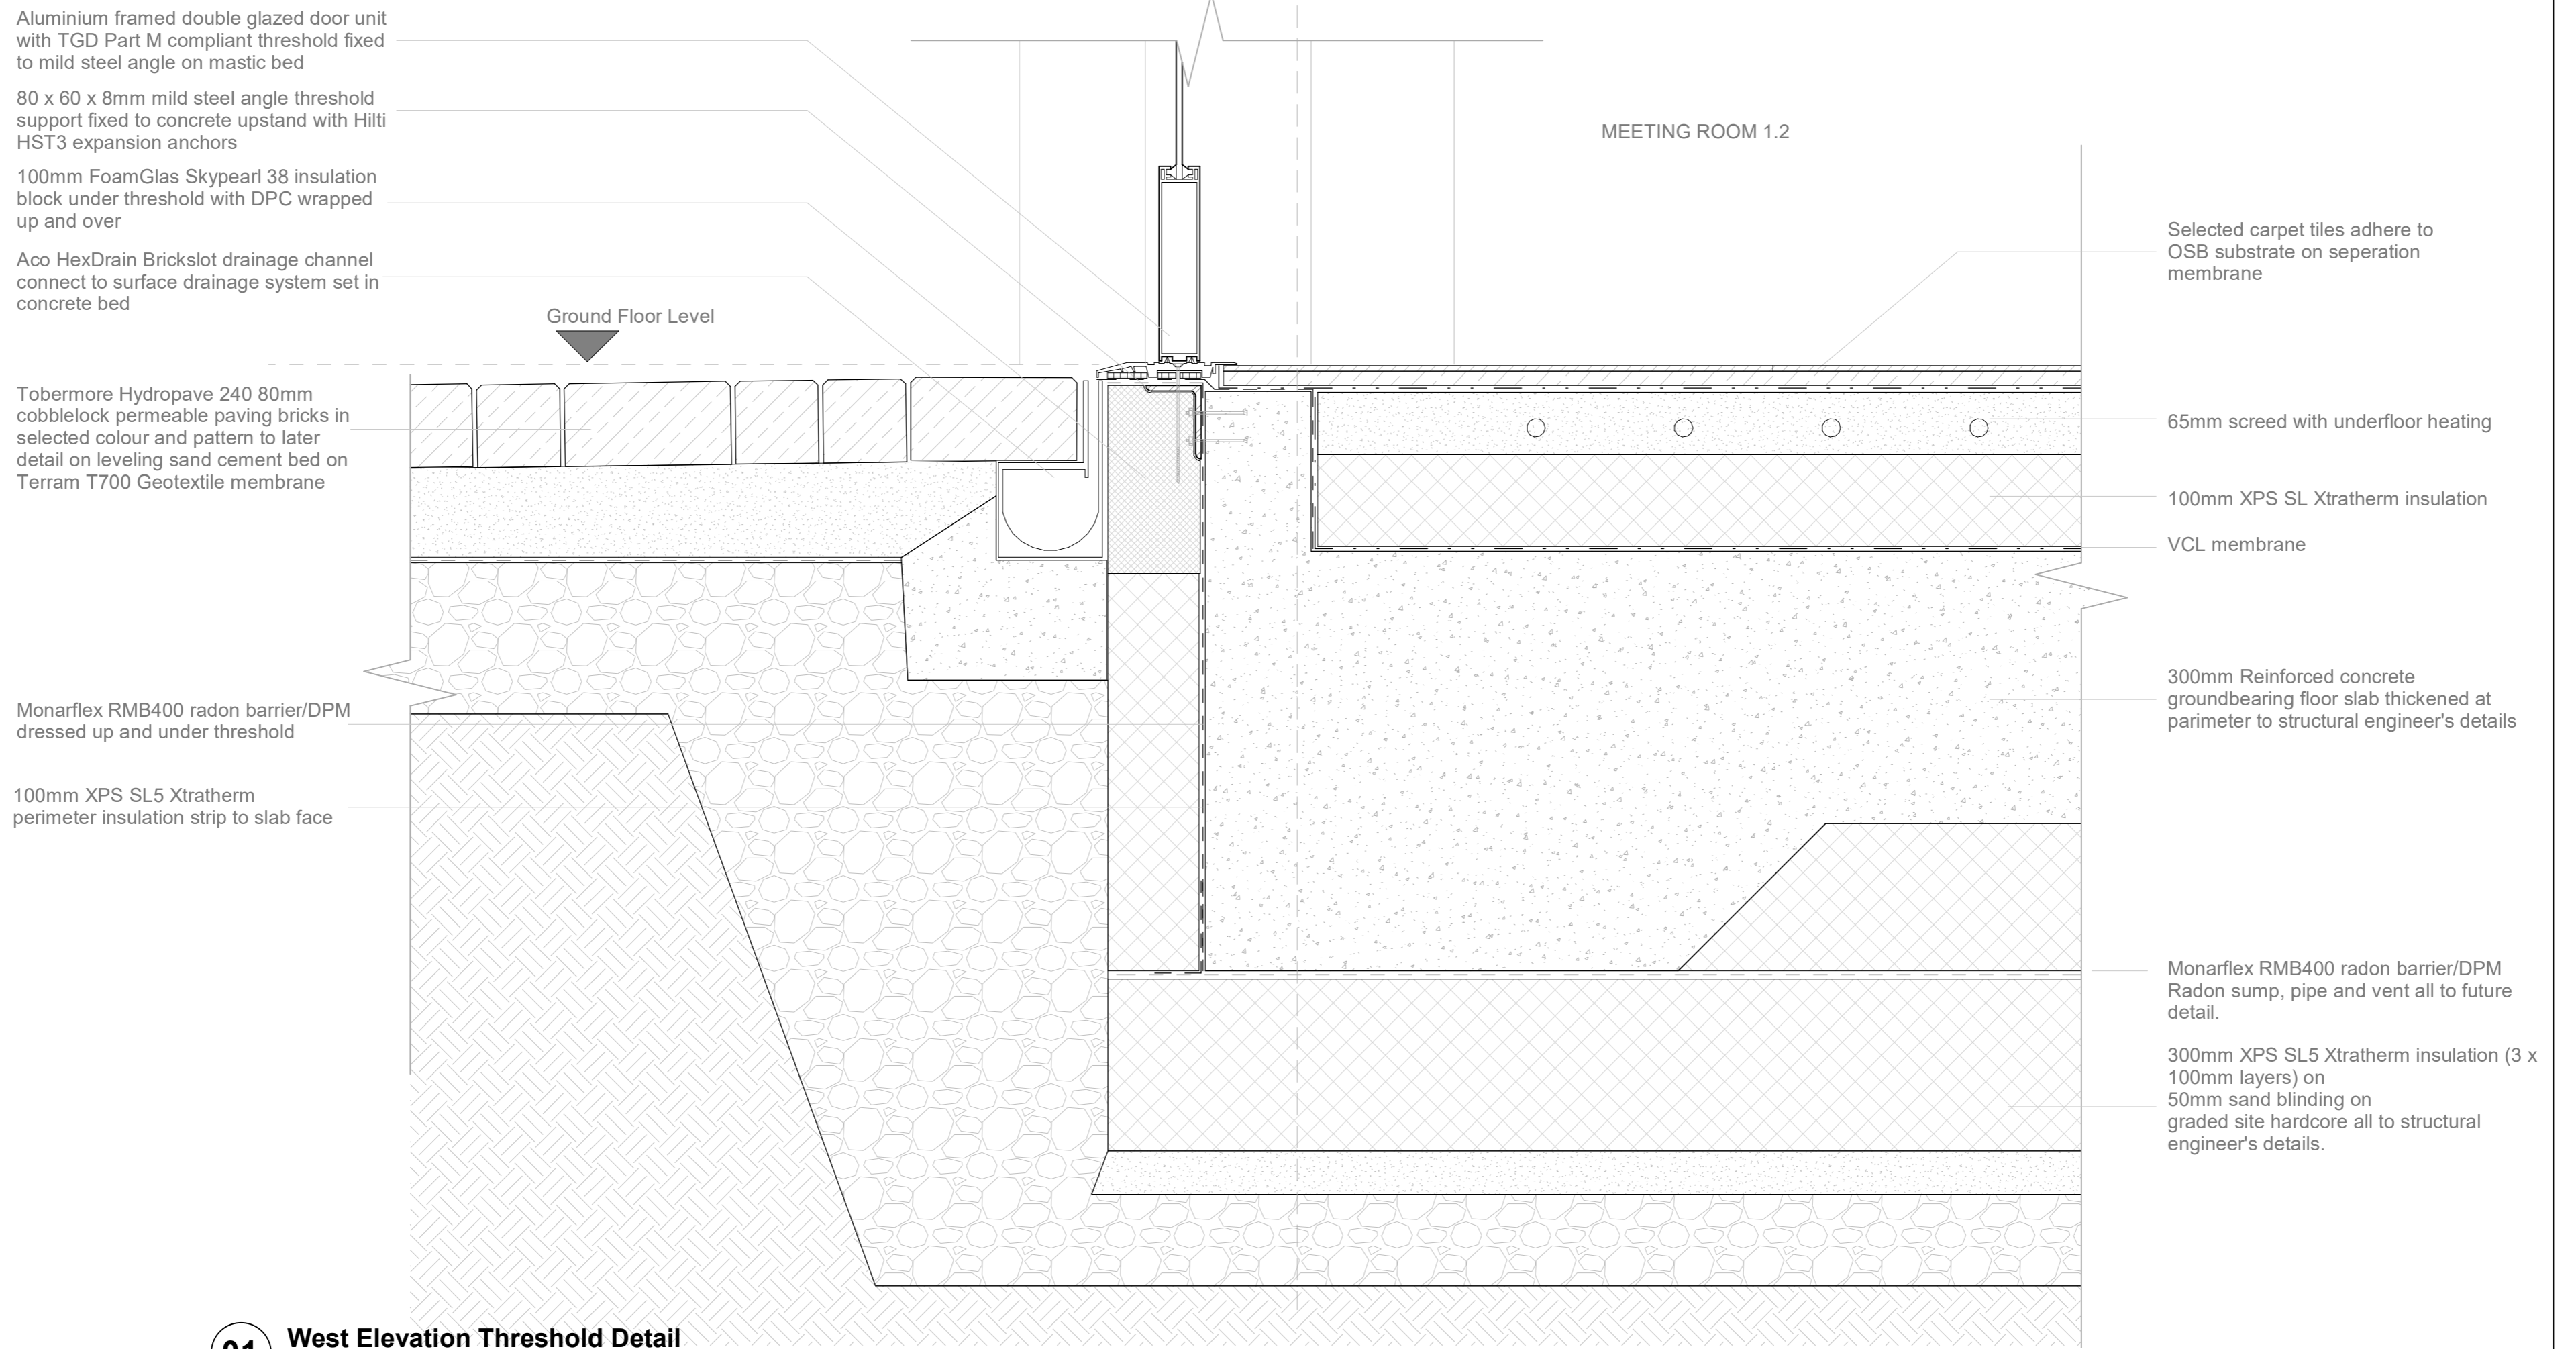 Aluminium framed double glazed door unit
with TGD Part M compliant threshold fixed
to mild steel angle on mastic bed
80 x 60 x 8mm mild steel angle threshold
support fixed to concrete upstand with Hilti
HST3 expansion anchors
100mm FoamGlas Skypearl 38 insulation
block under threshold with DPC wrapped
up and over
Aco HexDrain Brickslot drainage channel
connect to surface drainage system set in
concrete bed
Ground Floor Level
Tobermore Hydropave 240 80mm
cobblelock permeable paving bricks in
selected colour and pattern to later
detail on leveling sand cement bed on
Terram T700 Geotextile membrane
Monarflex RMB400 radon barrier/DPM
dressed up and under threshold
100mm XPS SL5 Xtratherm
perimeter insulation strip to slab face
MEETING ROOM 1.2
Selected carpet tiles adhere to
OSB substrate on seperation
membrane
65mm screed with underfloor heating
100mm XPS SL Xtratherm insulation
VCL membrane
300mm Reinforced concrete
groundbearing floor slab thickened at
parimeter to structural engineer's details
Monarflex RMB400 radon barrier/DPM
Radon sump, pipe and vent all to future
detail.
300mm XPS SL5 Xtratherm insulation (3 x
100mm layers) on
50mm sand blinding on
graded site hardcore all to structural
engineer's details.
01
West Elevation Threshold Detail